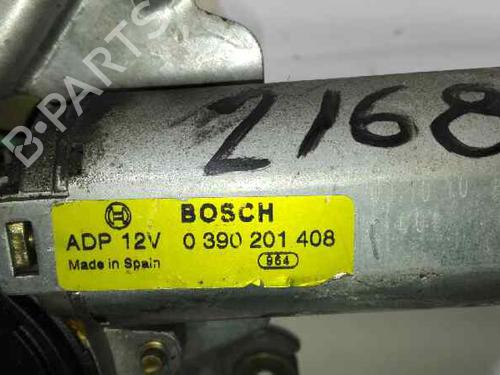 B-PARTS
2168
BOSCH
ADP 12V 0 390 201 408
Made in Spain 964